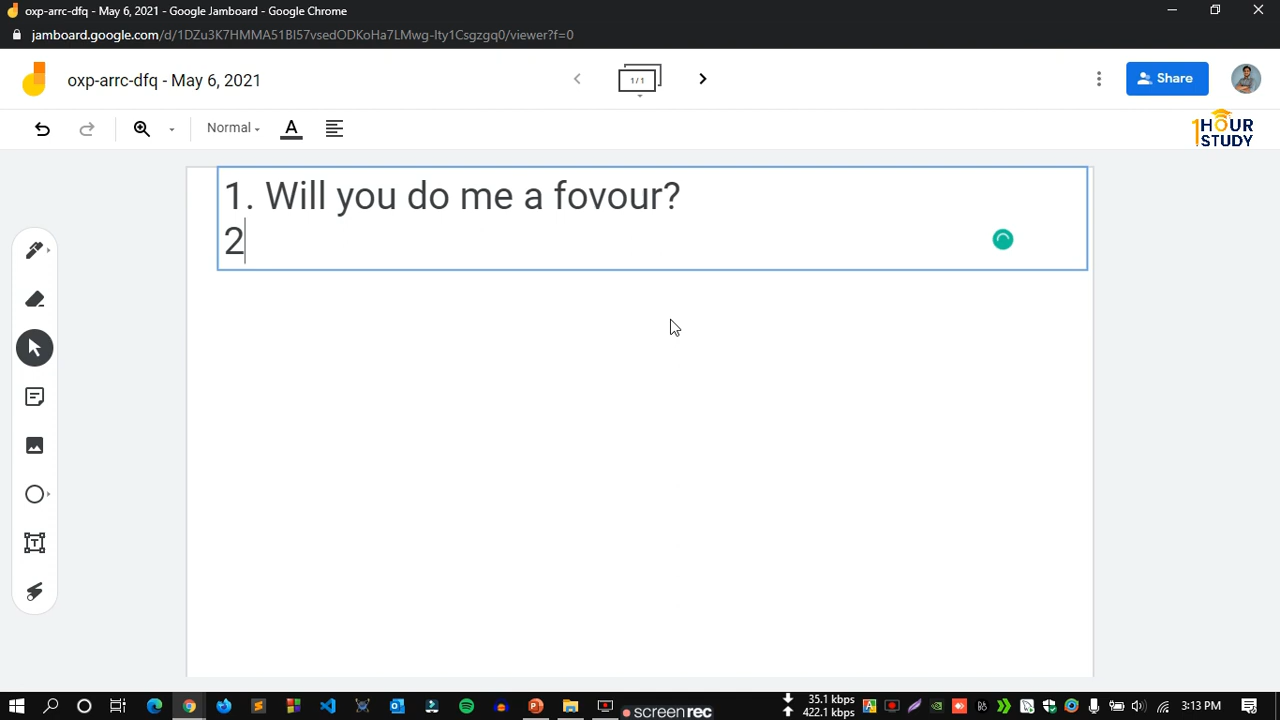 oxp-arrc-dfq - May 6, 2021 - Google Jamboard - Google Chrome
jamboard.google.com/d/1DZu3K7HMMA51BI57vsedODKoHa7LMwg-Ity1Csgzgq0/viewer?f=0
oxp-arrc-dfq - May 6, 2021
1/1
Share
Normal
A
1HOUR STUDY
1. Will you do me a fovour?
2
35.1 kbps
422.1 kbps
3:13 PM
screenrec